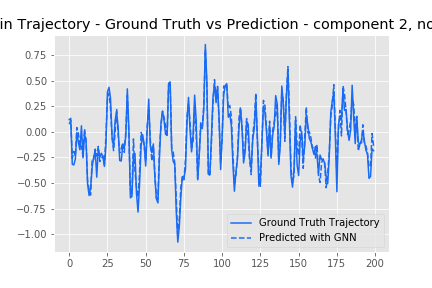 in Trajectory - Ground Truth vs Prediction - component 2, no
0.75
0.50
0.25
0.00
−0.25
−0.50
−0.75
−1.00
0 25 50 75 100 125 150 175 200
Ground Truth Trajectory
Predicted with GNN